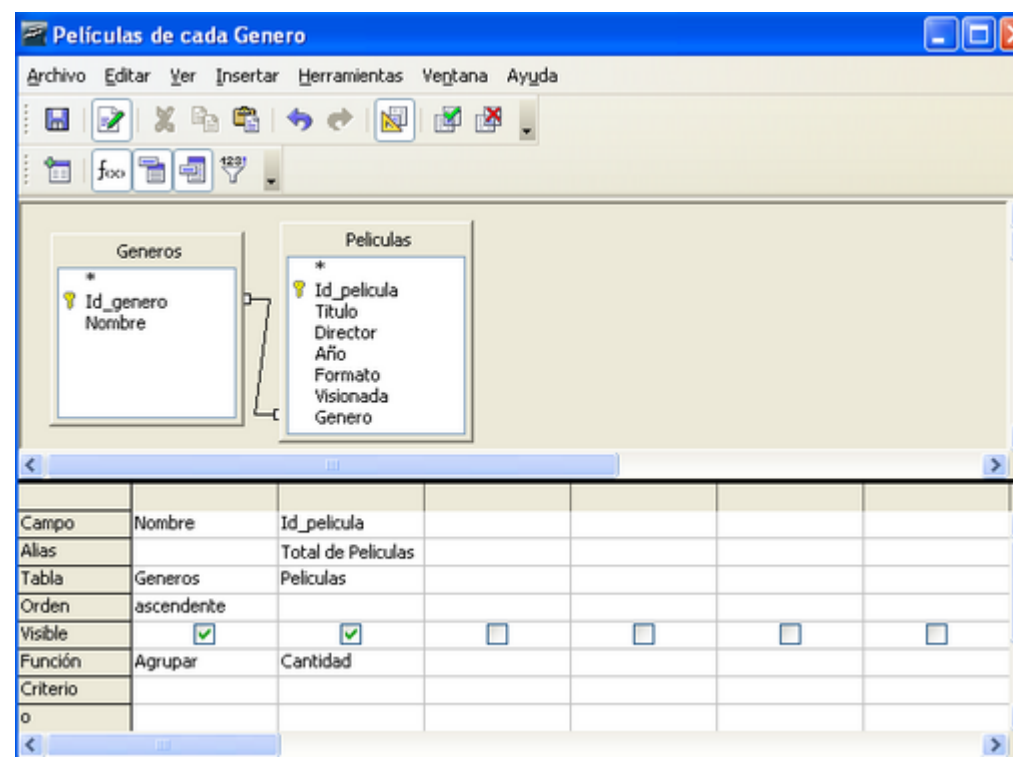 Películas de cada Genero
Archivo Editar Ver Insertar Herramientas Ventana Ayuda
f(x) 123!
Generos
*
Id_genero
Nombre
Peliculas
*
Id_pelicula
Titulo
Director
Año
Formato
Visionada
Genero
Campo Nombre Id_pelicula
Alias Total de Peliculas
Tabla Generos Peliculas
Orden ascendente
Visible
Función Agrupar Cantidad
Criterio
o